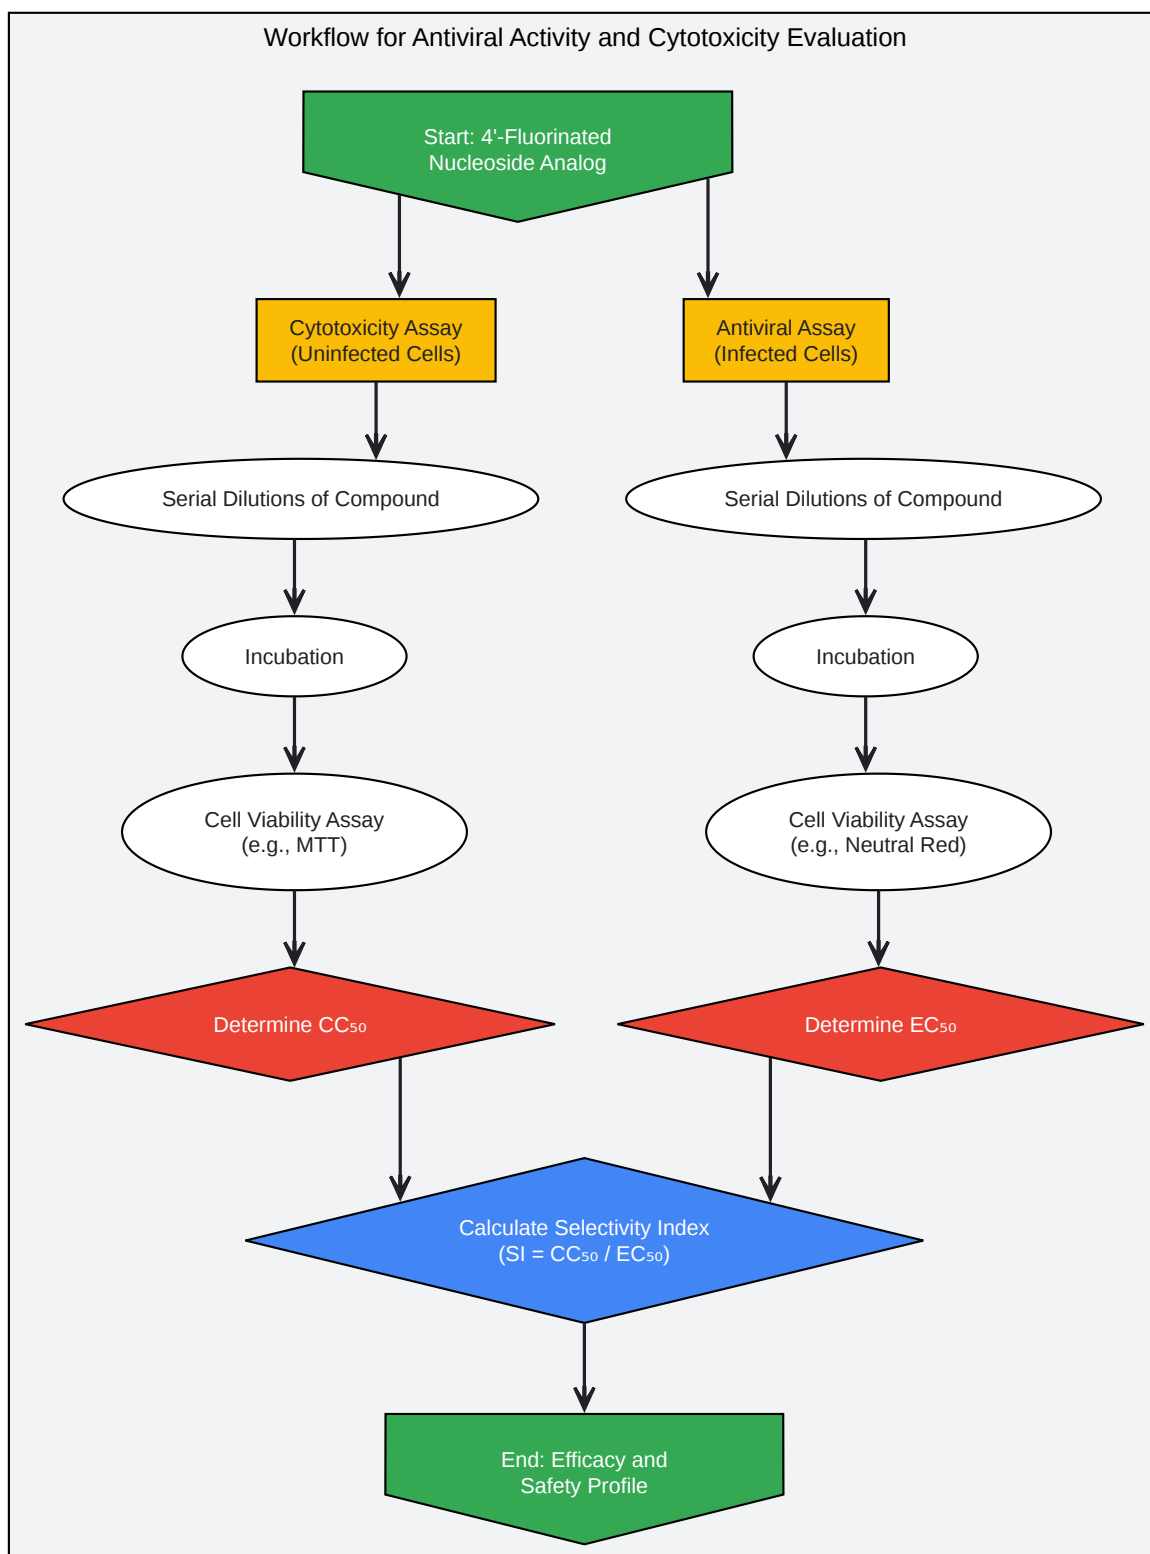 Workflow for Antiviral Activity and Cytotoxicity Evaluation
Start: 4'-Fluorinated
Nucleoside Analog
Cytotoxicity Assay
(Uninfected Cells)
Antiviral Assay
(Infected Cells)
Serial Dilutions of Compound
Serial Dilutions of Compound
Incubation
Incubation
Cell Viability Assay
(e.g., MTT)
Cell Viability Assay
(e.g., Neutral Red)
Determine CC₅₀
Determine EC₅₀
Calculate Selectivity Index
(SI = CC₅₀ / EC₅₀)
End: Efficacy and
Safety Profile